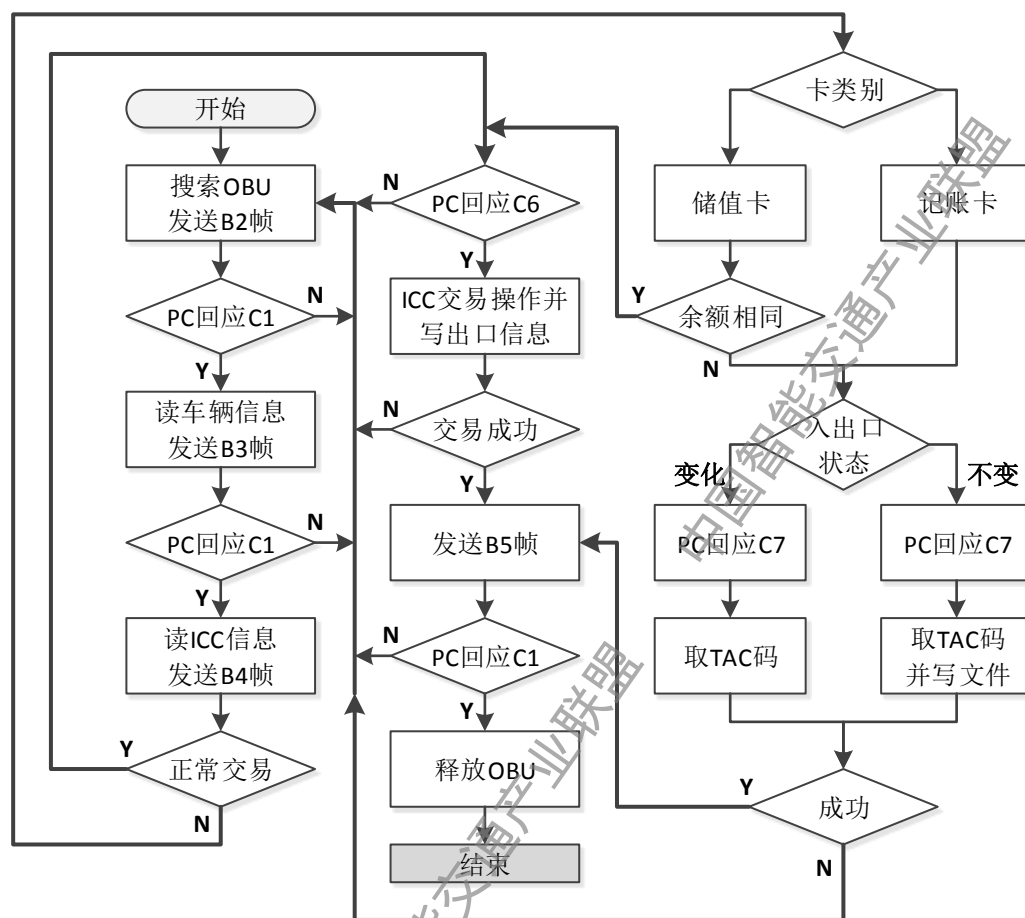 开始
搜索OBU
发送B2帧
PC回应C1
N
Y
读车辆信息
发送B3帧
PC回应C1
N
Y
读ICC信息
发送B4帧
正常交易
Y
N
PC回应C6
N
Y
ICC交易操作并
写出口信息
交易成功
N
Y
发送B5帧
PC回应C1
N
Y
释放OBU
结束
卡类别
储值卡
记账卡
余额相同
Y
N
入出口
状态
变化
不变
PC回应C7
PC回应C7
取TAC码
取TAC码
并写文件
成功
Y
N
中国智能交通产业联盟
能交通产业联盟